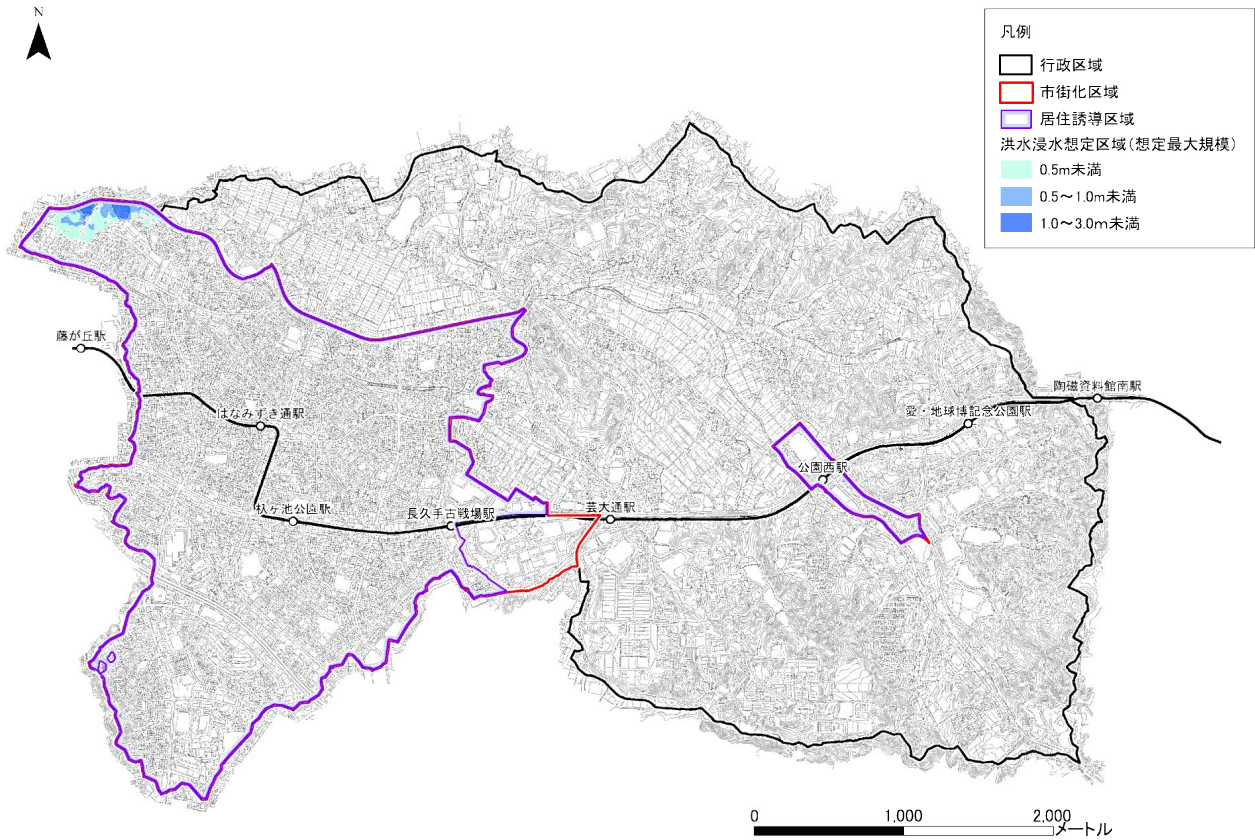 N
凡例
行政区域
市街化区域
居住誘導区域
洪水浸水想定区域(想定最大規模)
0.5m未満
0.5～1.0m未満
1.0～3.0m未満
藤が丘駅
はなみずき通駅
杁ヶ池公園駅
長久手古戦場駅
芸大通駅
公園西駅
愛・地球博記念公園駅
陶磁資料館南駅
0 1,000 2,000
メートル